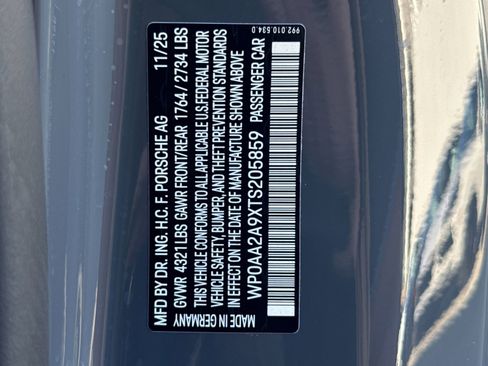 MFD BY DR. ING. H.C. F. PORSCHE AG 11/25
GVWR 4321 LBS GAWR FRONT/REAR 1764/2734 LBS
THIS VEHICLE CONFORMS TO ALL APPLICABLE U.S. FEDERAL MOTOR
VEHICLE SAFETY, BUMPER, AND THEFT PREVENTION STANDARDS
IN EFFECT ON THE DATE OF MANUFACTURE SHOWN ABOVE
WP0AA2A9XTS205859 PASSENGER CAR
MADE IN GERMANY
992.010.534.0